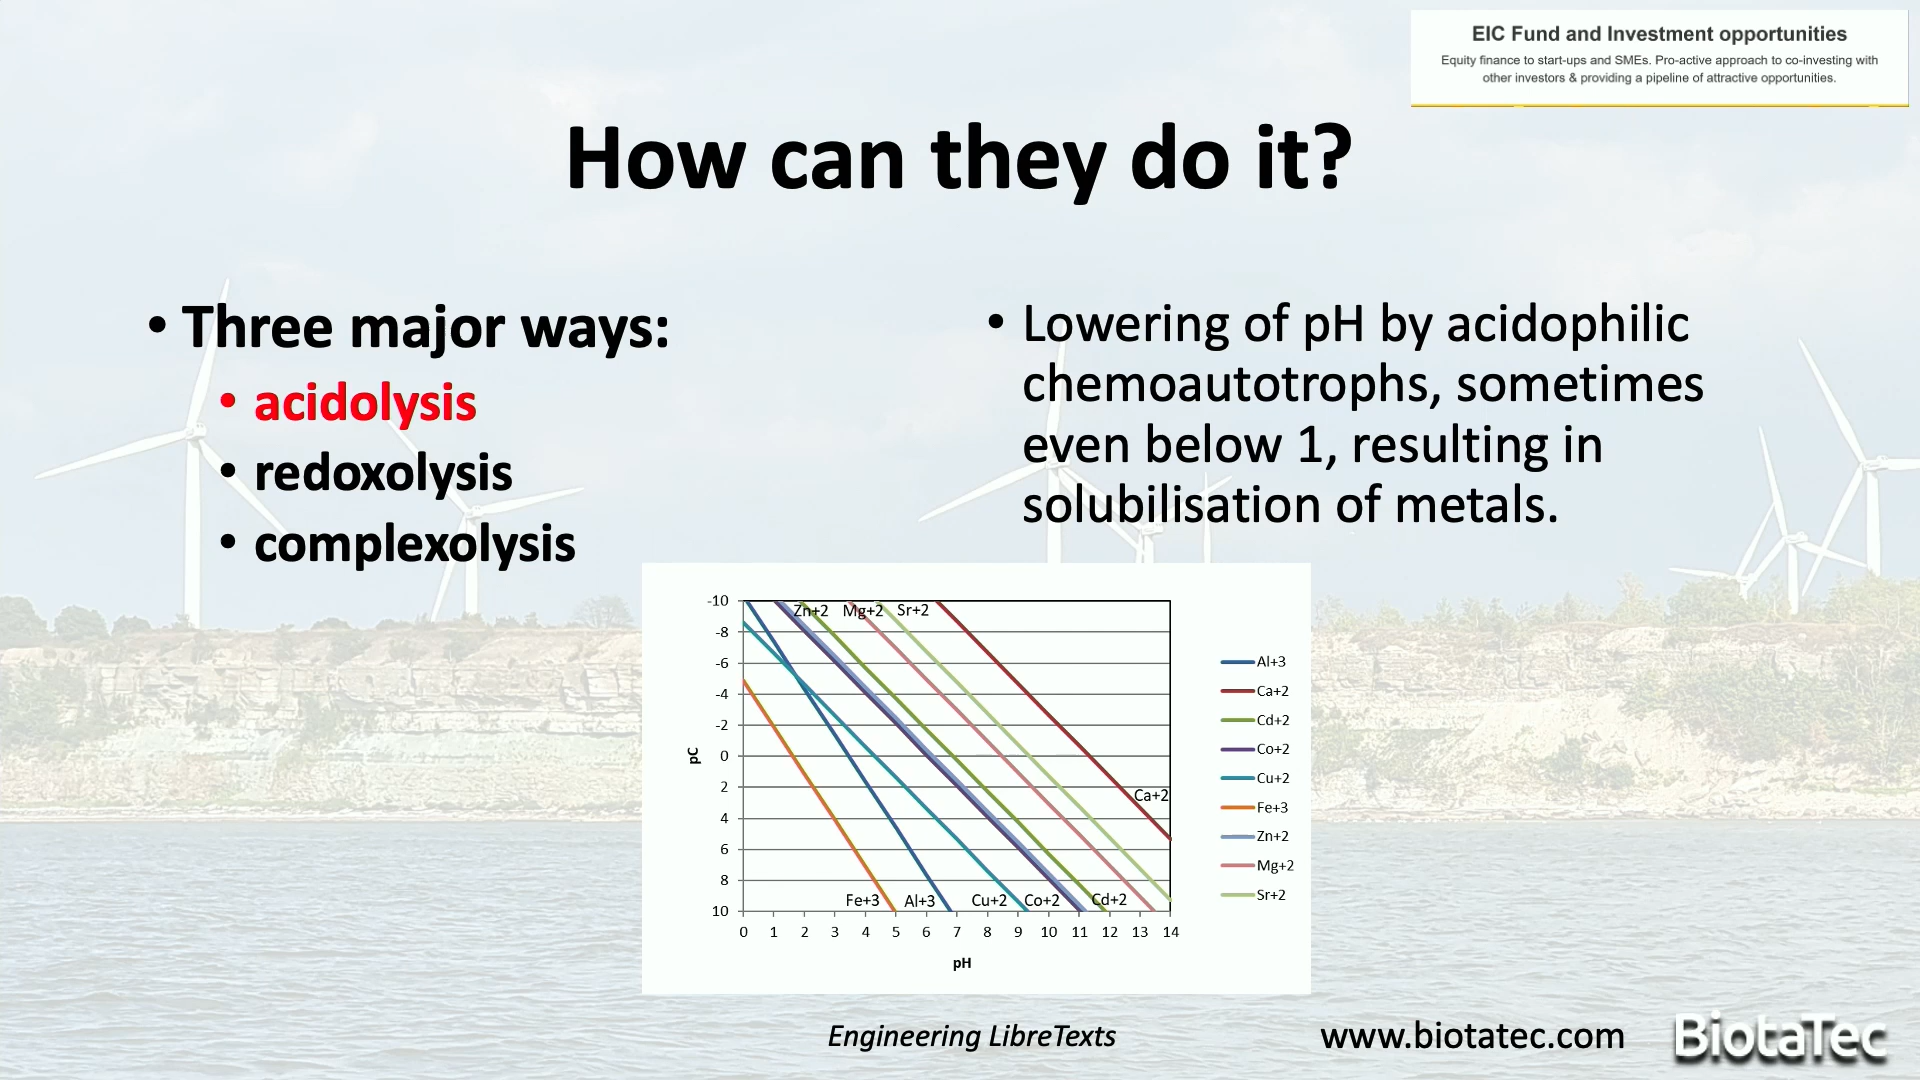 EIC Fund and Investment opportunities
Equity finance to start-ups and SMEs. Pro-active approach to co-investing with
other investors & providing a pipeline of attractive opportunities.
How can they do it?
• Three major ways:
• acidolysis
• redoxolysis
• complexolysis
• Lowering of pH by acidophilic
chemoautotrophs, sometimes
even below 1, resulting in
solubilisation of metals.
-10
-8
-6
-4
-2
0
2
4
6
8
10
pC
Zn+2 Mg+2 Sr+2
Ca+2
Fe+3 Al+3 Cu+2 Co+2 Cd+2
0 1 2 3 4 5 6 7 8 9 10 11 12 13 14
pH
Al+3
Ca+2
Cd+2
Co+2
Cu+2
Fe+3
Zn+2
Mg+2
Sr+2
Engineering LibreTexts
www.biotatec.com
BiotaTec